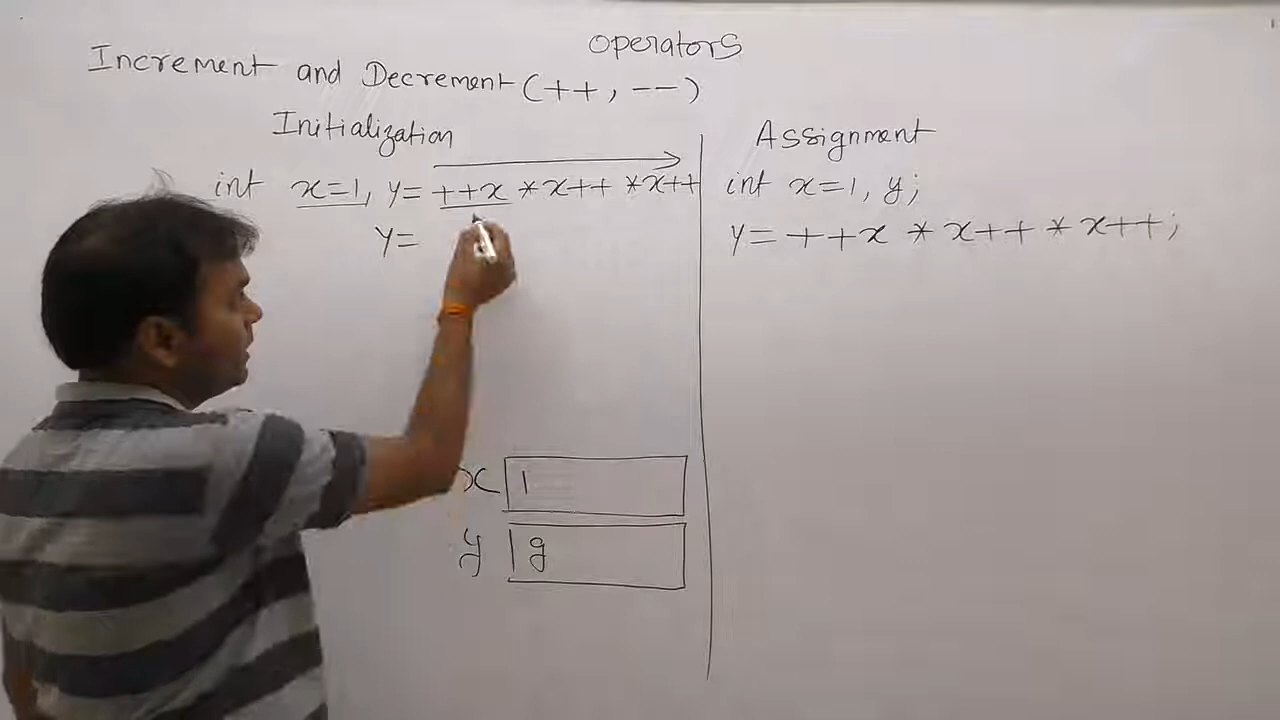 Operators
Increment and Decrement (++, --)
Initialization
int x=1, y= ++x * x++ * x++
y=
x 1
y g
Assignment
int x=1, y;
y= ++x * x++ * x++;